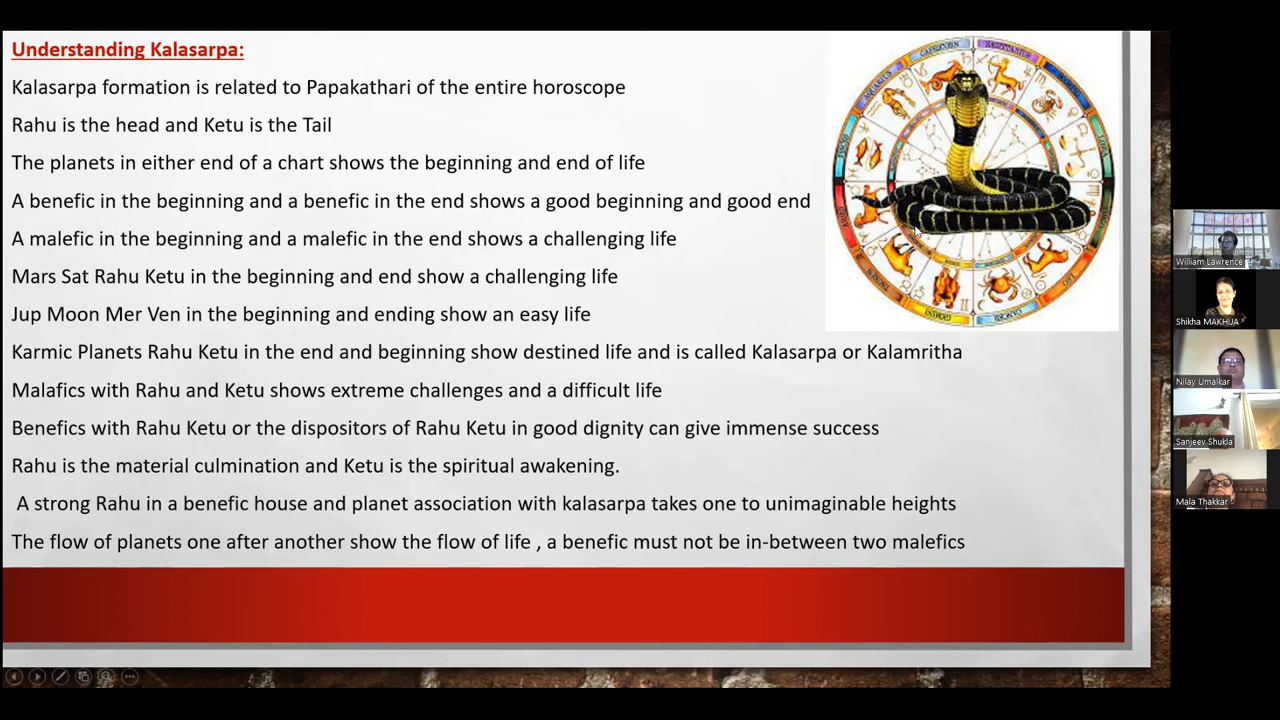 Understanding Kalasarpa:
Kalasarpa formation is related to Papakathari of the entire horoscope
Rahu is the head and Ketu is the Tail
The planets in either end of a chart shows the beginning and end of life
A benefic in the beginning and a benefic in the end shows a good beginning and good end
A malefic in the beginning and a malefic in the end shows a challenging life
Mars Sat Rahu Ketu in the beginning and end show a challenging life
Jup Moon Mer Ven in the beginning and ending show an easy life
Karmic Planets Rahu Ketu in the end and beginning show destined life and is called Kalasarpa or Kalamritha
Malafics with Rahu and Ketu shows extreme challenges and a difficult life
Benefics with Rahu Ketu or the dispositors of Rahu Ketu in good dignity can give immense success
Rahu is the material culmination and Ketu is the spiritual awakening.
A strong Rahu in a benefic house and planet association with kalasarpa takes one to unimaginable heights
The flow of planets one after another show the flow of life , a benefic must not be in-between two malefics
CAPRICORN
SAGITTARIUS
AQUARIUS
TAURUS
GEMINI
CANCER
LEO
William Lawrence
Shikha MAKHIJA
Nilay Umalkar
Sanjeev Shukla
Mala Thakkar